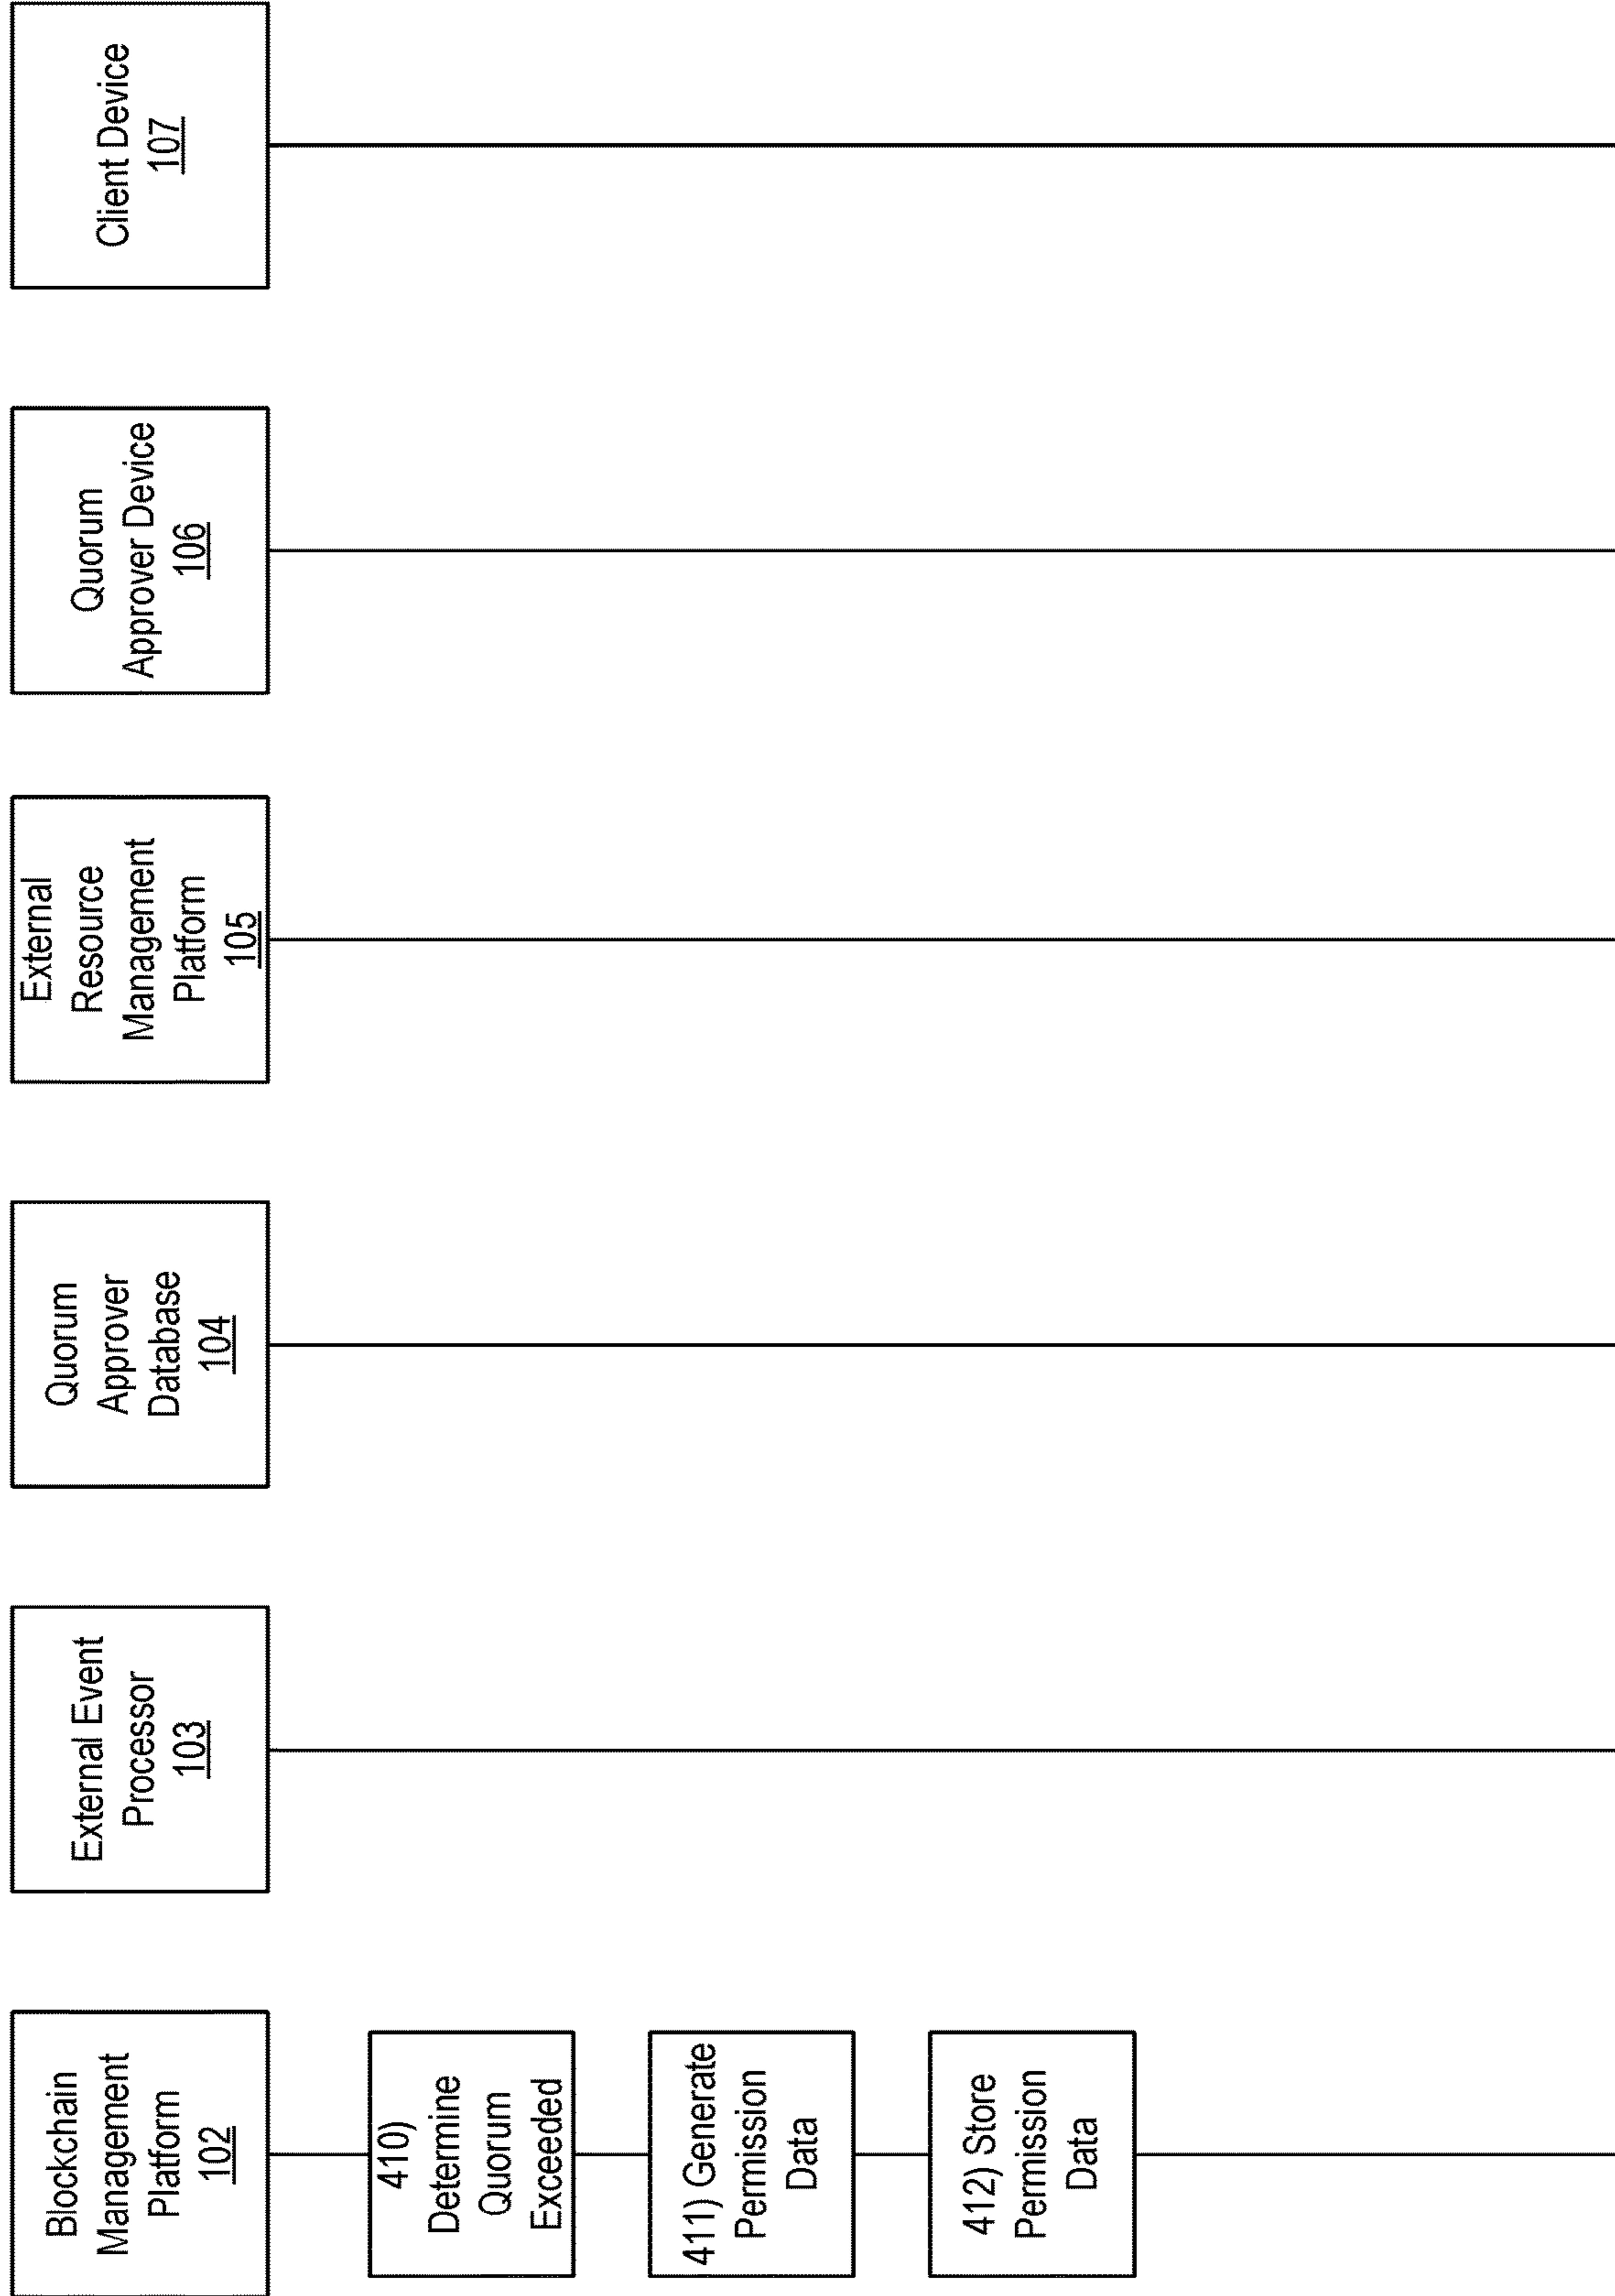 Blockchain
Management
Platform
102
External Event
Processor
103
Quorum
Approver
Database
104
External
Resource
Management
Platform
105
Quorum
Approver Device
106
Client Device
107
410)
Determine
Quorum
Exceeded
411) Generate
Permission
Data
412) Store
Permission
Data